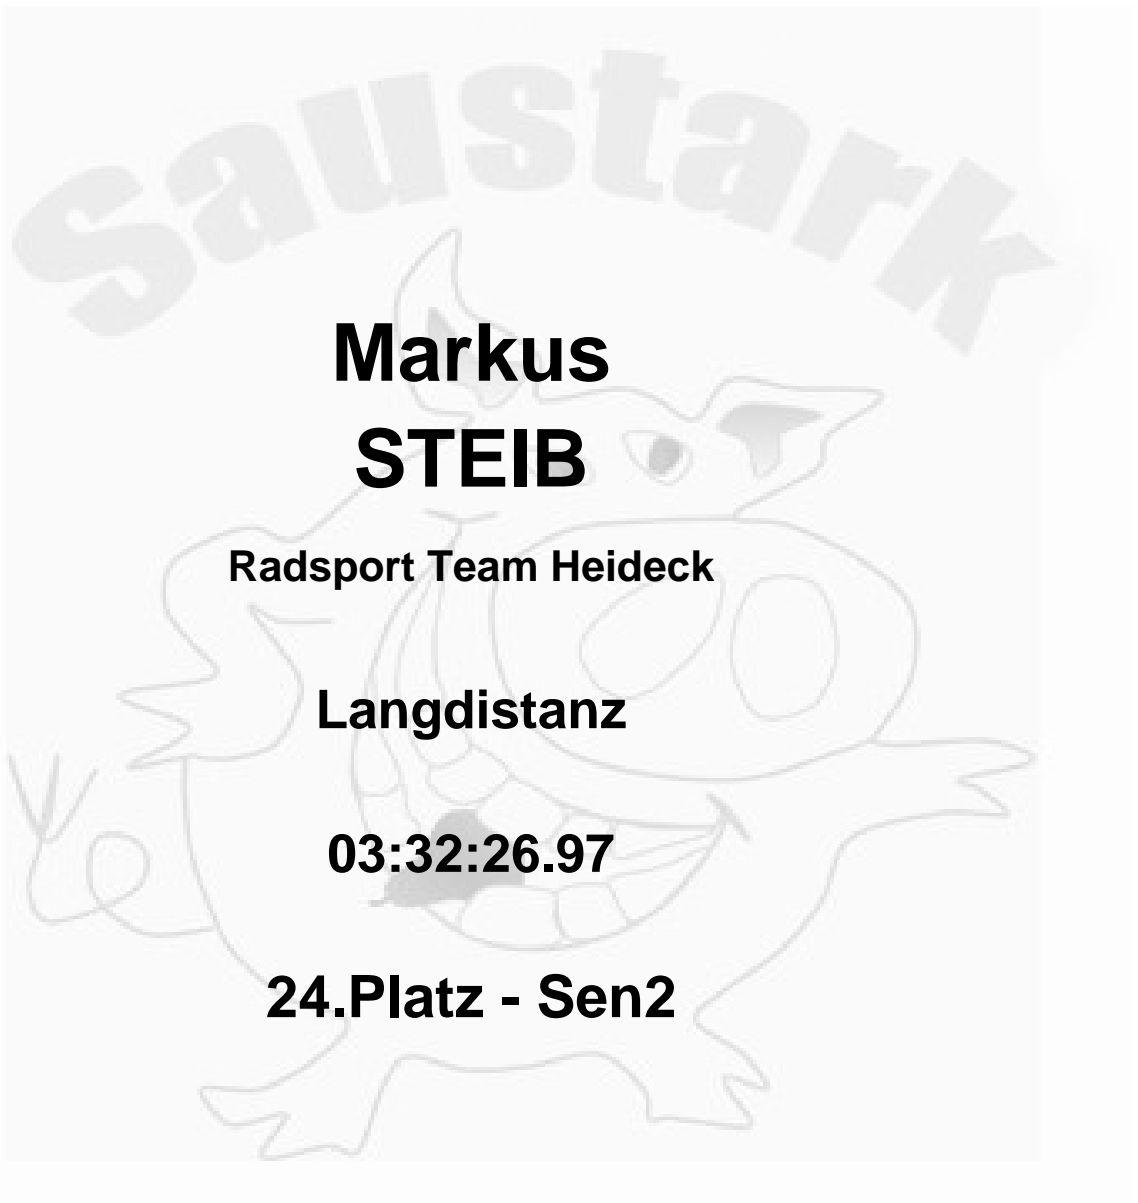 Saustark
Markus
STEIB
Radsport Team Heideck
Langdistanz
03:32:26.97
24.Platz - Sen2